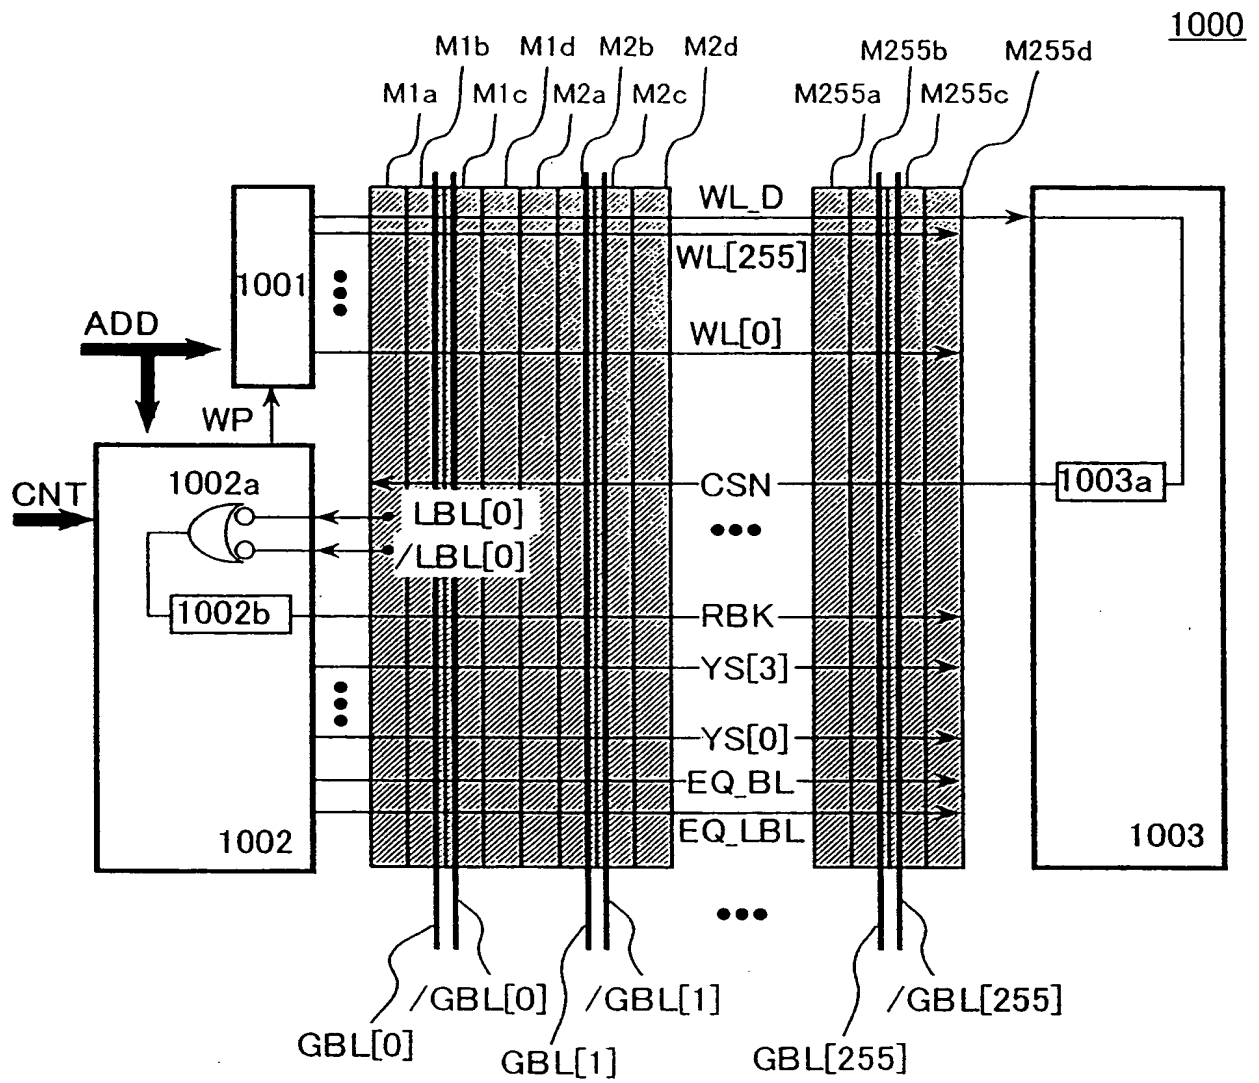 1000
M1b M1d M2b M2d M255b M255d
M1a M1c M2a M2c M255a M255c
WL_D
WL[255]
1001
ADD
WL[0]
WP
CNT
1002a
CSN
1003a
LBL[0]
/LBL[0]
1002b
RBK
YS[3]
YS[0]
EQ_BL
EQ_LBL
1002
1003
/GBL[0] /GBL[1] /GBL[255]
GBL[0] GBL[1] GBL[255]